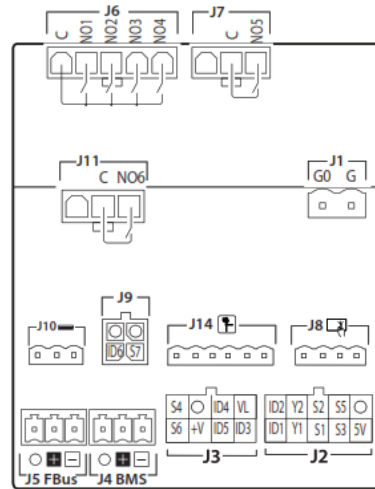 J6 J7
C NO1 NO2 NO3 NO4 C NO5
J11 J1
C NO6 G0 G
J9
J10 J14 J8
ID6 S7
S4 ID4 VL ID2 Y2 S2 S5
S6 +V ID5 ID3 ID1 Y1 S1 S3 5V
J3 J2
+ − + −
J5 FBus J4 BMS